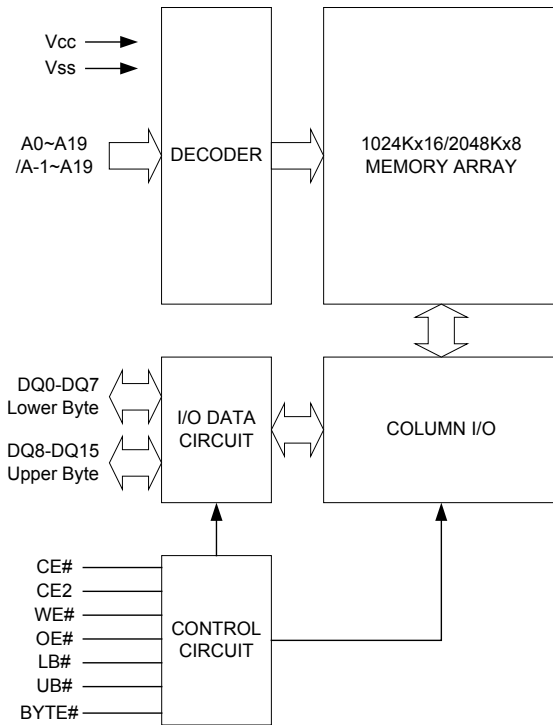 Vcc
Vss
A0~A19
/A-1~A19
DECODER
1024Kx16/2048Kx8
MEMORY ARRAY
DQ0-DQ7
Lower Byte
DQ8-DQ15
Upper Byte
I/O DATA
CIRCUIT
COLUMN I/O
CE#
CE2
WE#
OE#
LB#
UB#
BYTE#
CONTROL
CIRCUIT